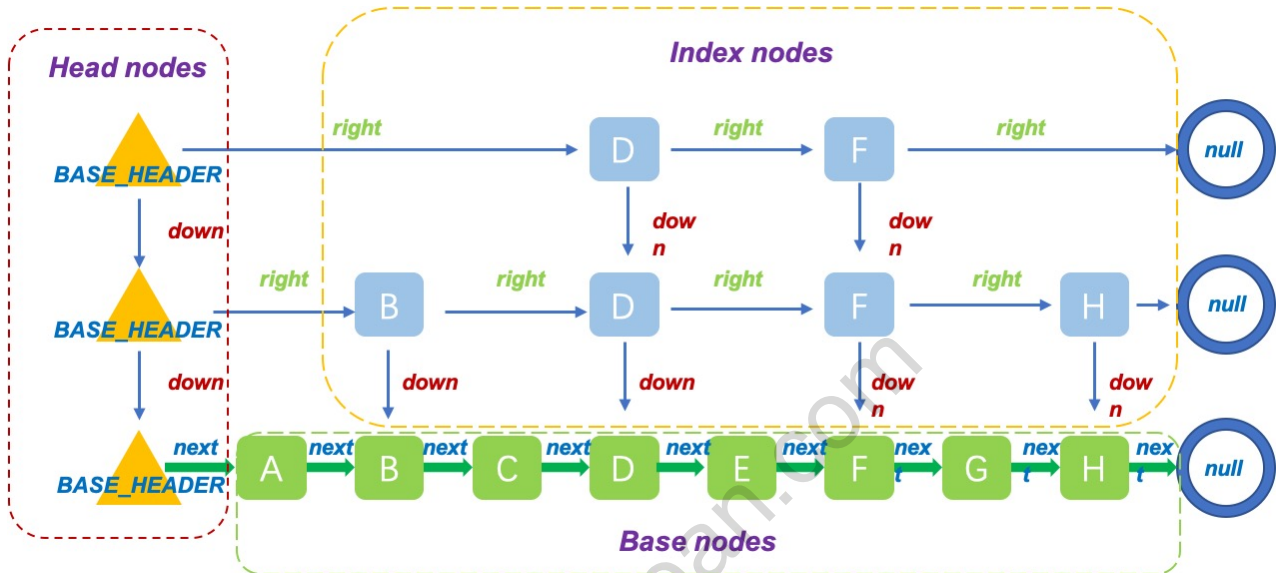 Head nodes
Index nodes
right
right
right
D
F
null
BASE_HEADER
down
dow
n
dow
n
right
right
right
right
B
D
F
H
null
BASE_HEADER
down
down
down
dow
n
dow
n
next
next
next
next
next
next
nex
t
nex
t
nex
t
A
B
C
D
E
F
G
H
null
BASE_HEADER
Base nodes